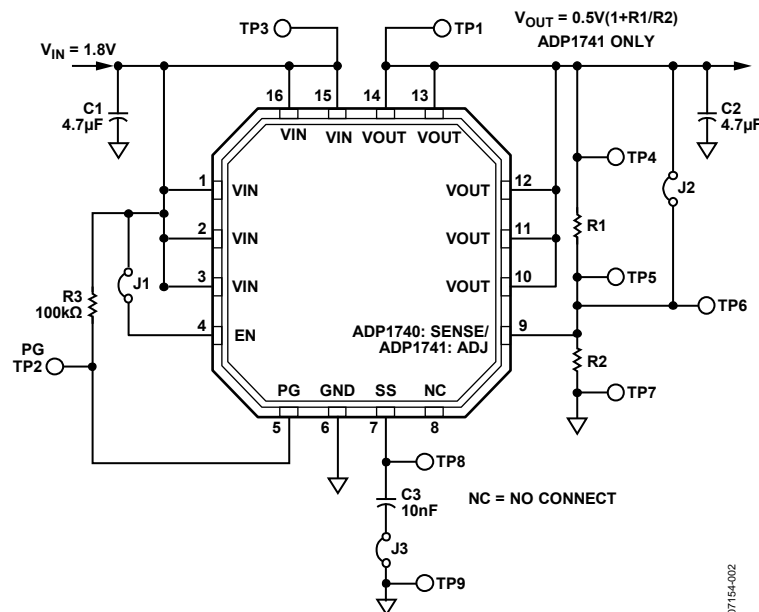 TP3
TP1
V_OUT = 0.5V(1+R1/R2)
ADP1741 ONLY
V_IN = 1.8V
16
15
14
13
C1
4.7µF
C2
4.7µF
VIN
VIN
VOUT
VOUT
TP4
1
VIN
VOUT
12
J2
2
VIN
VOUT
11
R1
3
VIN
VOUT
10
TP5
J1
R3
100kΩ
TP6
4
EN
ADP1740: SENSE/
ADP1741: ADJ
9
PG
TP2
R2
PG
GND
SS
NC
TP7
5
6
7
8
TP8
C3
10nF
NC = NO CONNECT
J3
TP9
07154-002